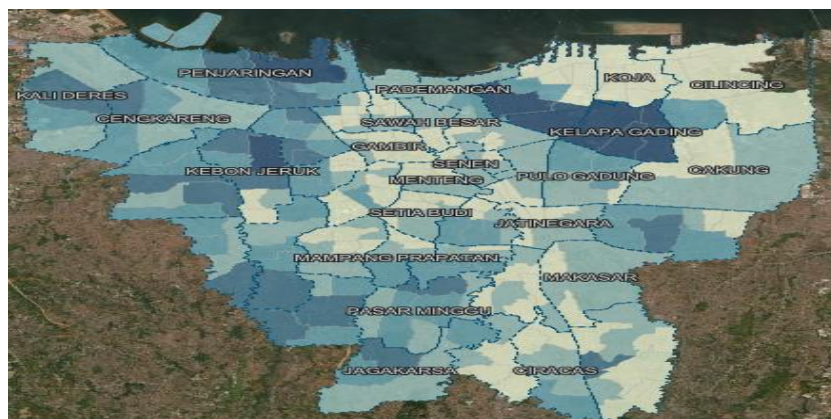 PENJARINGAN
KOJA
CILINCING
KALI DERES
PADEMANGAN
CENGKARENG
SAWAH BESAR
KELAPA GADING
GAMBIR
SENEN
KEBON JERUK
MENTENG
PULO GADUNG
CAKUNG
SETIA BUDI
JATINEGARA
MAMPANG PRAPATAN
MAKASAR
PASAR MINGGU
JAGAKARSA
CIRACAS